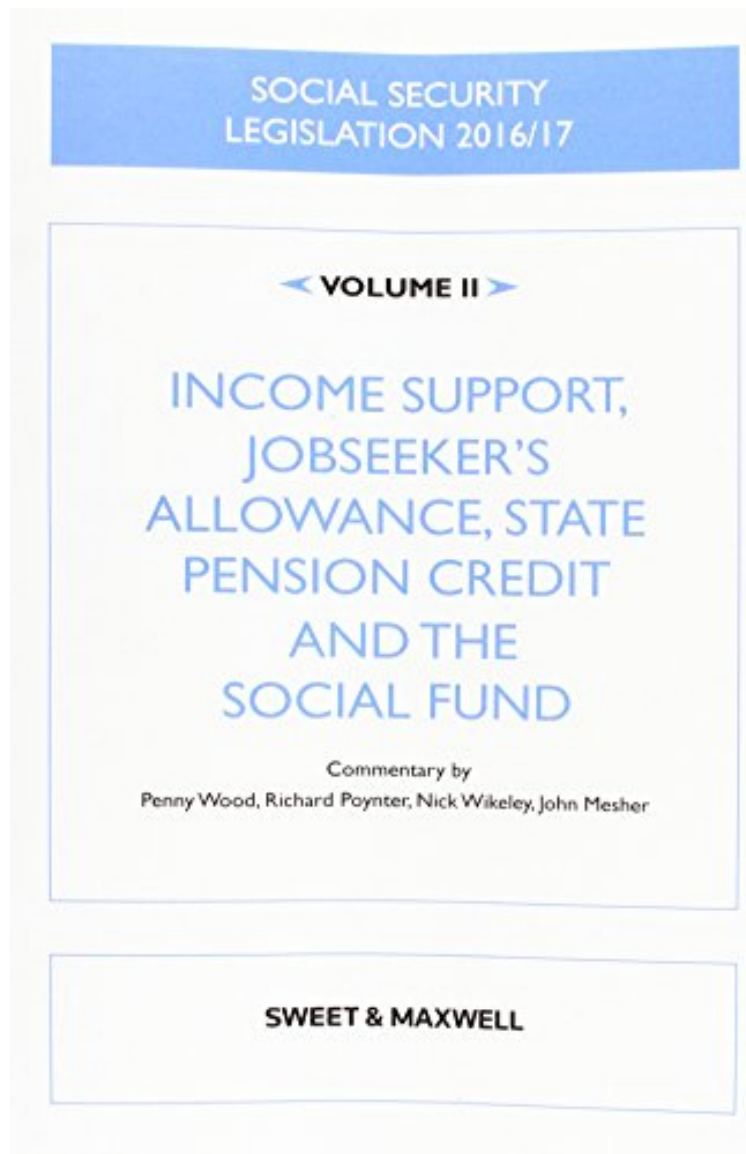 SOCIAL SECURITY
LEGISLATION 2016/17
VOLUME II
INCOME SUPPORT,
JOBSEEKER’S
ALLOWANCE, STATE
PENSION CREDIT
AND THE
SOCIAL FUND
Commentary by
Penny Wood, Richard Poynter, Nick Wikeley, John Mesher
SWEET & MAXWELL